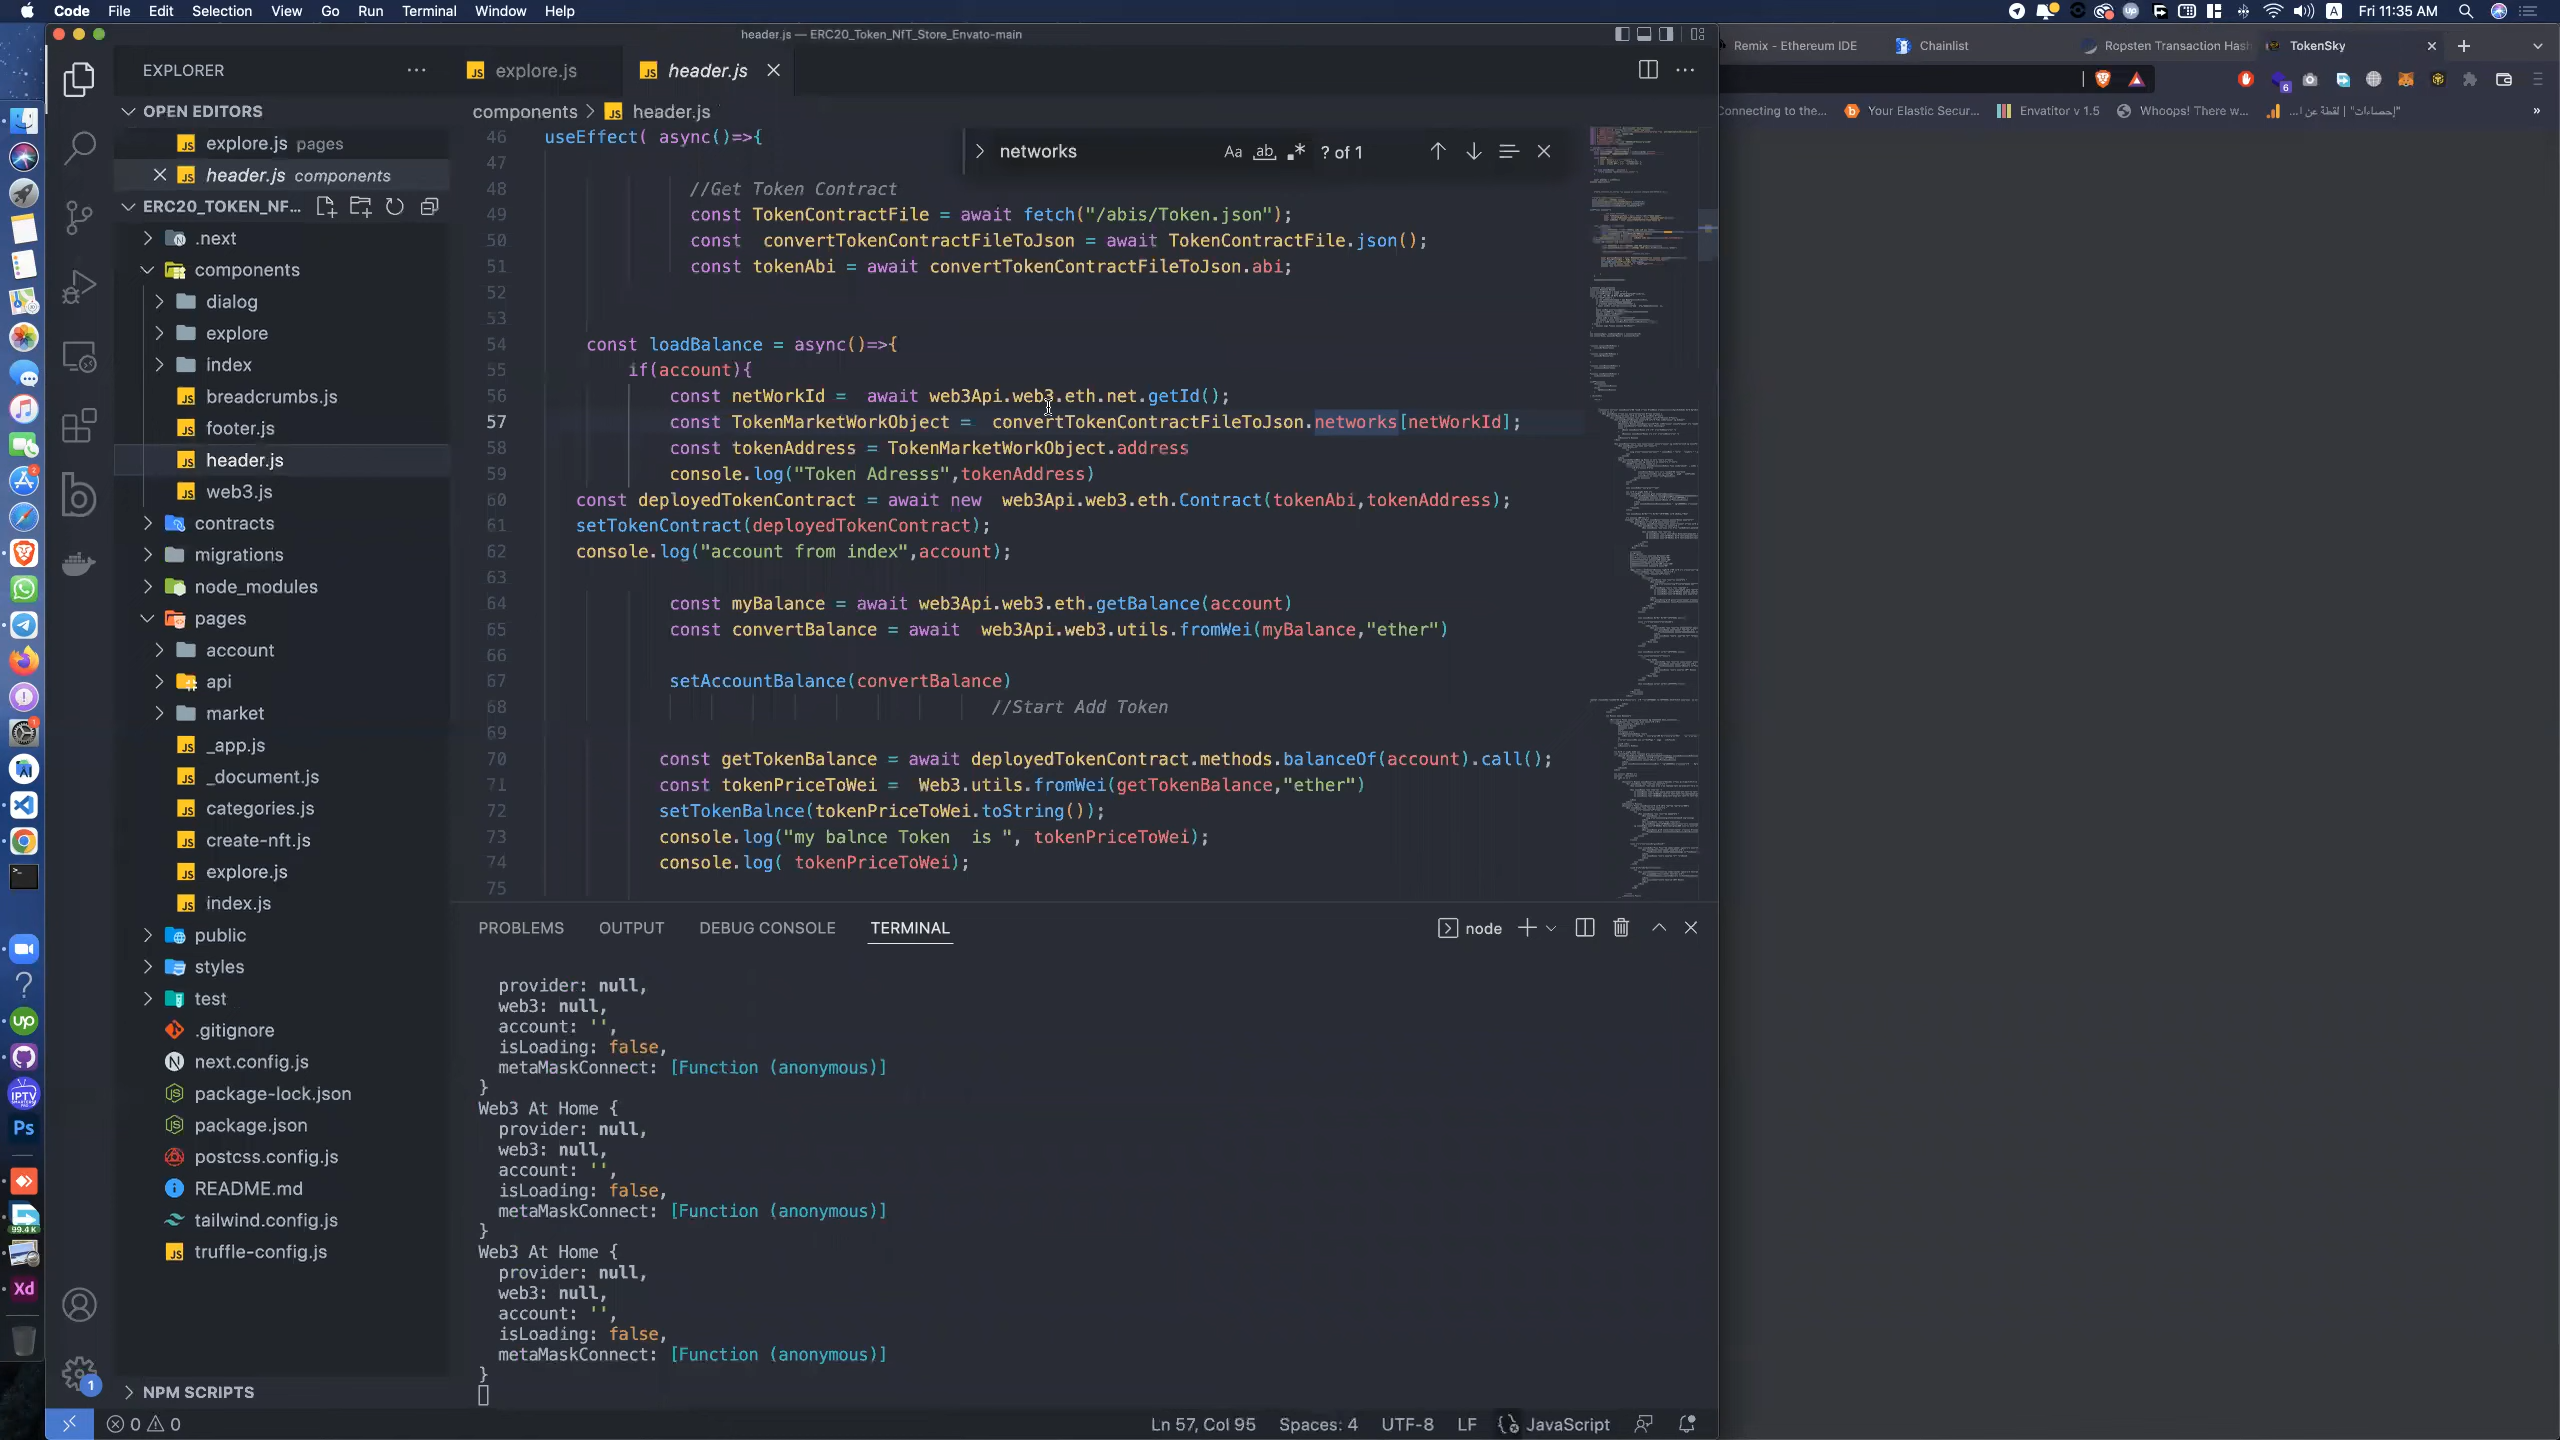 Code File Edit Selection View Go Run Terminal Window Help
A Fri 11:35 AM
header.js — ERC20_Token_NfT_Store_Envato-main
Remix - Ethereum IDE Chainlist Ropsten Transaction Hash TokenSky
EXPLORER
explore.js header.js
6
OPEN EDITORS
components header.js
Connecting to the... Your Elastic Secur... Envatitor v 1.5 Whoops! There w...
explore.js pages
header.js components
networks Aa ab ? of 1
ERC20_TOKEN_NF...
.next
components
dialog
explore
index
breadcrumbs.js
footer.js
header.js
web3.js
contracts
migrations
node_modules
pages
account
api
market
_app.js
_document.js
categories.js
create-nft.js
explore.js
index.js
public
styles
test
.gitignore
next.config.js
package-lock.json
package.json
postcss.config.js
README.md
tailwind.config.js
truffle-config.js
NPM SCRIPTS
46 useEffect( async()=>{
47
48 //Get Token Contract
49 const TokenContractFile = await fetch("/abis/Token.json");
50 const  convertTokenContractFileToJson = await TokenContractFile.json();
51 const tokenAbi = await convertTokenContractFileToJson.abi;
52
53
54 const loadBalance = async()=>{
55 if(account){
56 const netWorkId =  await web3Api.web3.eth.net.getId();
57 const TokenMarketWorkObject =  convertTokenContractFileToJson.networks[netWorkId];
58 const tokenAddress = TokenMarketWorkObject.address
59 console.log("Token Adresss",tokenAddress)
60 const deployedTokenContract = await new  web3Api.web3.eth.Contract(tokenAbi,tokenAddress);
61 setTokenContract(deployedTokenContract);
62 console.log("account from index",account);
63
64 const myBalance = await web3Api.web3.eth.getBalance(account)
65 const convertBalance = await  web3Api.web3.utils.fromWei(myBalance,"ether")
66
67 setAccountBalance(convertBalance)
68 //Start Add Token
69
70 const getTokenBalance = await deployedTokenContract.methods.balanceOf(account).call();
71 const tokenPriceToWei =  Web3.utils.fromWei(getTokenBalance,"ether")
72 setTokenBalnce(tokenPriceToWei.toString());
73 console.log("my balnce Token  is ", tokenPriceToWei);
74 console.log( tokenPriceToWei);
75
PROBLEMS OUTPUT DEBUG CONSOLE TERMINAL node
provider: null,
web3: null,
account: '',
isLoading: false,
metaMaskConnect: [Function (anonymous)]
}
Web3 At Home {
provider: null,
web3: null,
account: '',
isLoading: false,
metaMaskConnect: [Function (anonymous)]
}
Web3 At Home {
provider: null,
web3: null,
account: '',
isLoading: false,
metaMaskConnect: [Function (anonymous)]
}
up
IPTV
Ps
99.4 K
Xd
1
0 0 Ln 57, Col 95 Spaces: 4 UTF-8 LF JavaScript